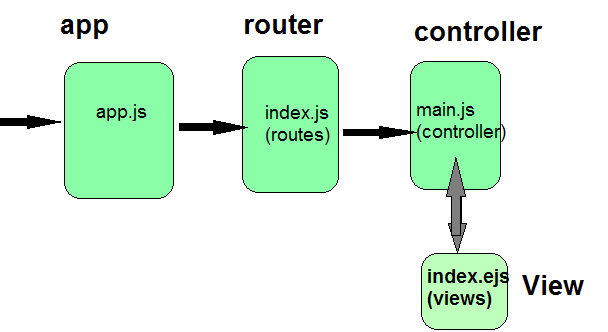 app
router
controller
app.js
index.js
(routes)
main.js
(controller)
index.ejs
(views)
View